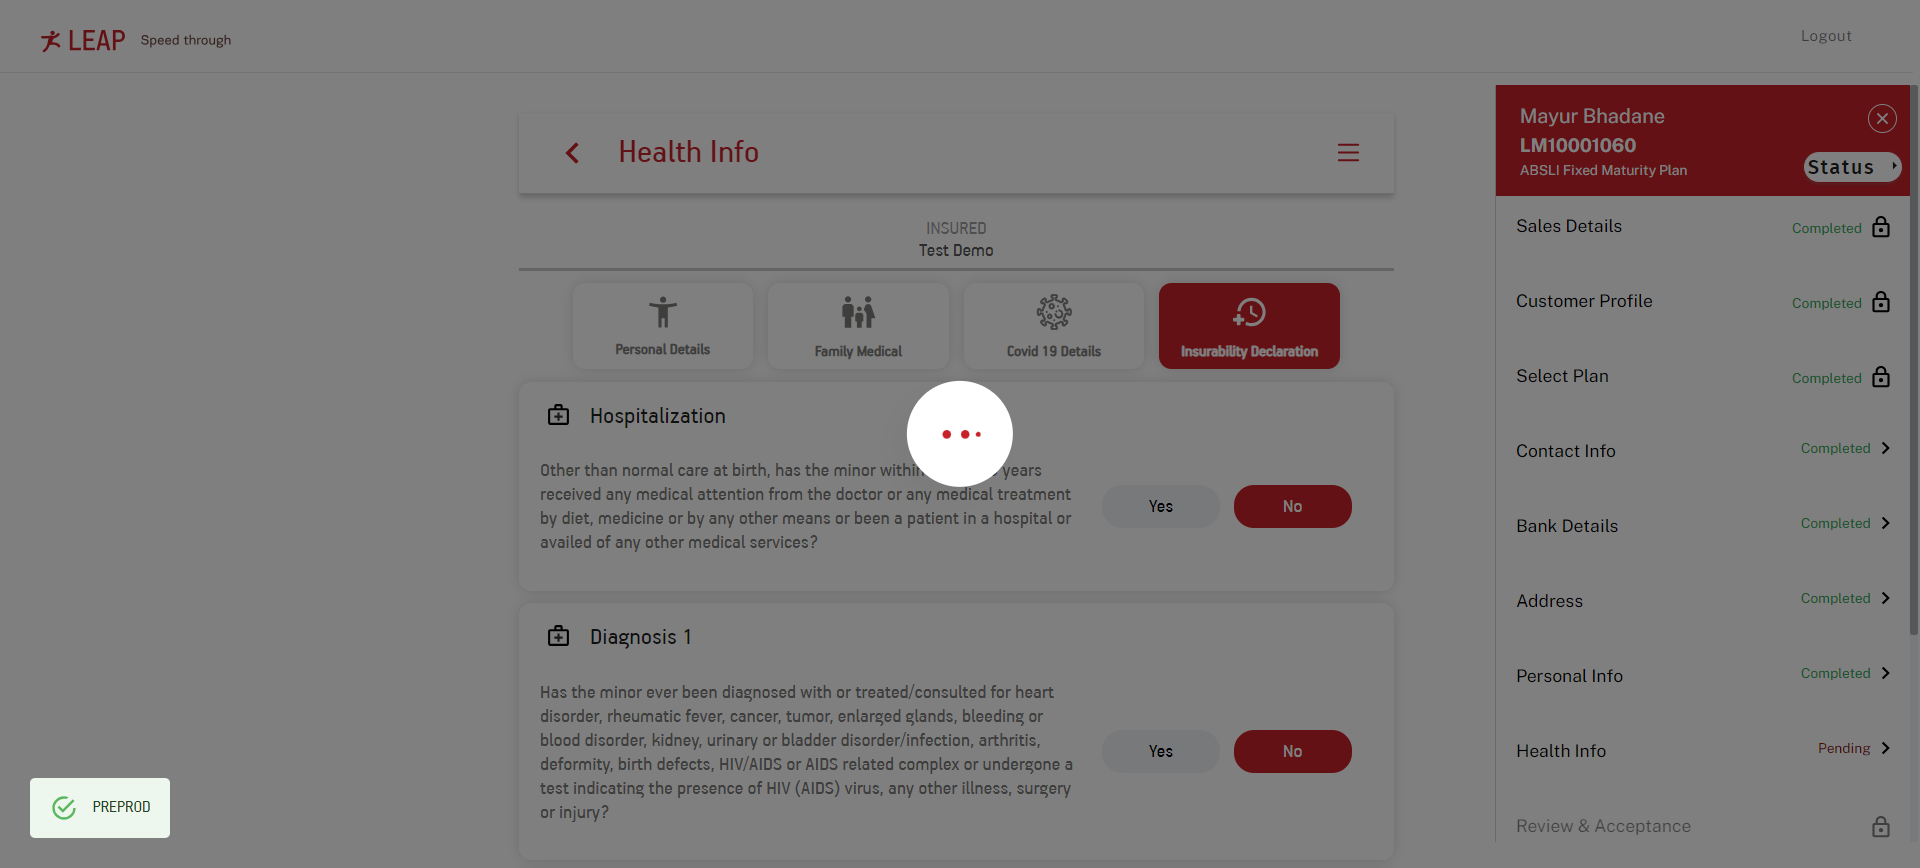 LEAP Speed through
Logout
Health Info
INSURED
Test Demo
Personal Details
Family Medical
Covid 19 Details
Insurability Declaration
Hospitalization
Other than normal care at birth, has the minor within years
received any medical attention from the doctor or any medical treatment
by diet, medicine or by any other means or been a patient in a hospital or
availed of any other medical services?
Yes
No
Diagnosis 1
Has the minor ever been diagnosed with or treated/consulted for heart
disorder, rheumatic fever, cancer, tumor, enlarged glands, bleeding or
blood disorder, kidney, urinary or bladder disorder/infection, arthritis,
deformity, birth defects, HIV/AIDS or AIDS related complex or undergone a
test indicating the presence of HIV (AIDS) virus, any other illness, surgery
or injury?
Yes
No
PREPROD
Mayur Bhadane
LM10001060
ABSLI Fixed Maturity Plan
Status
Sales Details Completed
Customer Profile Completed
Select Plan Completed
Contact Info Completed
Bank Details Completed
Address Completed
Personal Info Completed
Health Info Pending
Review & Acceptance